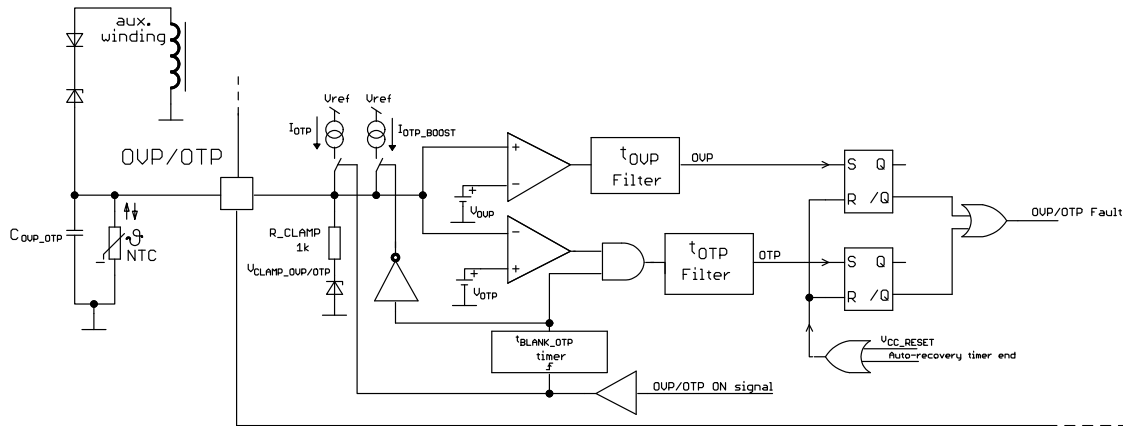 aux.
winding
Vref
Vref
IOTP
IOTP_BOOST
OVP/OTP
+
−
+
VOVP
tOVP
Filter
OVP
S
Q
R
/Q
OVP/OTP Fault
COVP_OTP
ϑ
NTC
R_CLAMP
1k
VCLAMP_OVP/OTP
−
+
+
VOTP
tOTP
Filter
OTP
S
Q
R
/Q
tBLANK_OTP
timer
VCC_RESET
Auto-recovery timer end
OVP/OTP ON signal